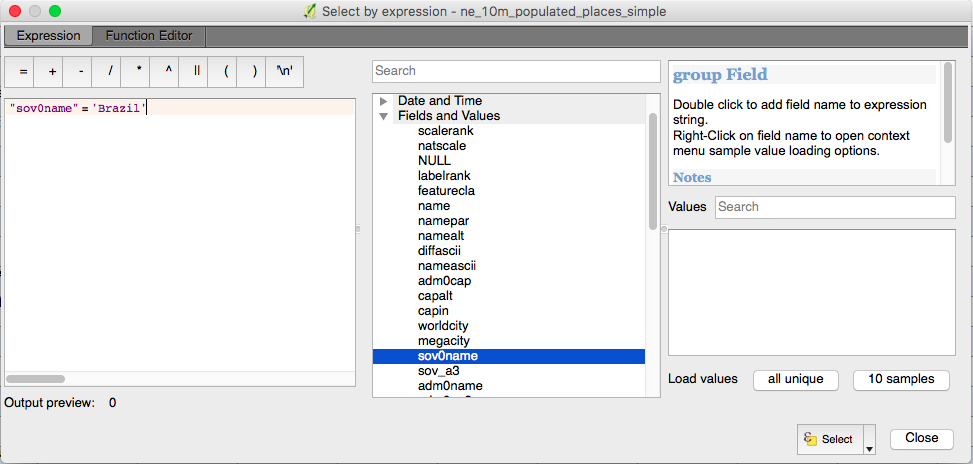 Select by expression - ne_10m_populated_places_simple
Expression
Function Editor
= + - / * ^ || ( ) '\n'
"sov0name" = 'Brazil'
Output preview: 0
Search
Date and Time
Fields and Values
scalerank
natscale
NULL
labelrank
featurecla
name
namepar
namealt
diffascii
nameascii
adm0cap
capalt
capin
worldcity
megacity
sov0name
sov_a3
adm0name
group Field
Double click to add field name to expression
string.
Right-Click on field name to open context
menu sample value loading options.
Notes
Values Search
Load values all unique 10 samples
Select Close